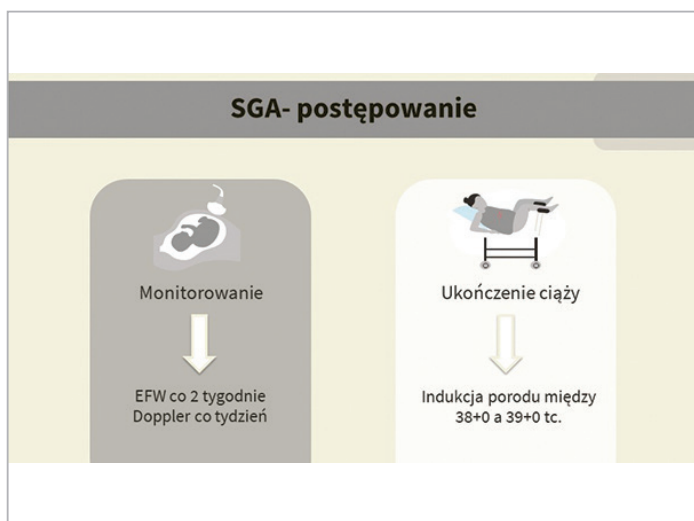 SGA- postępowanie
Monitorowanie
EFW co 2 tygodnie
Doppler co tydzień
Ukończenie ciąży
Indukcja porodu między
38+0 a 39+0 tc.